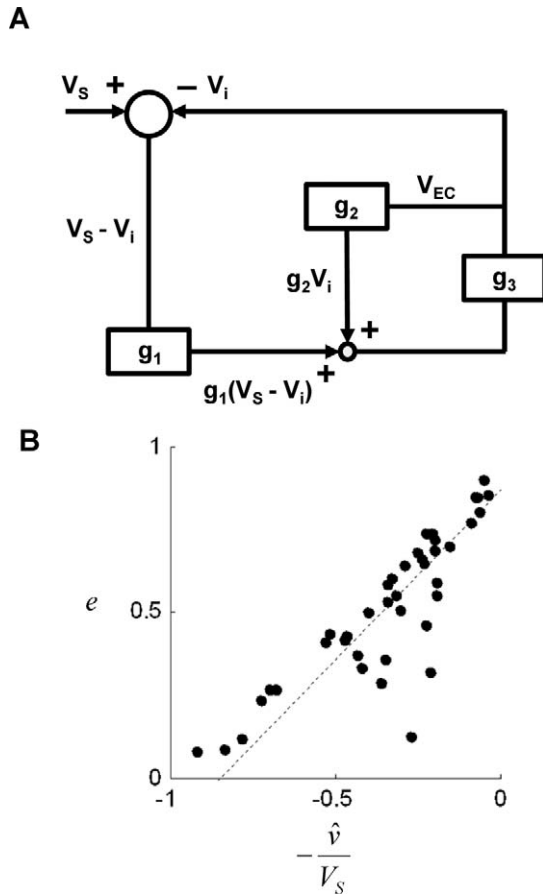 A
V_S + − V_i
V_EC
g_2
V_S − V_i
g_2V_i
g_3
+
g_1
+
g_1(V_S − V_i)
B
1
e
0.5
0
-1 -0.5 0
− v̂ / V_S